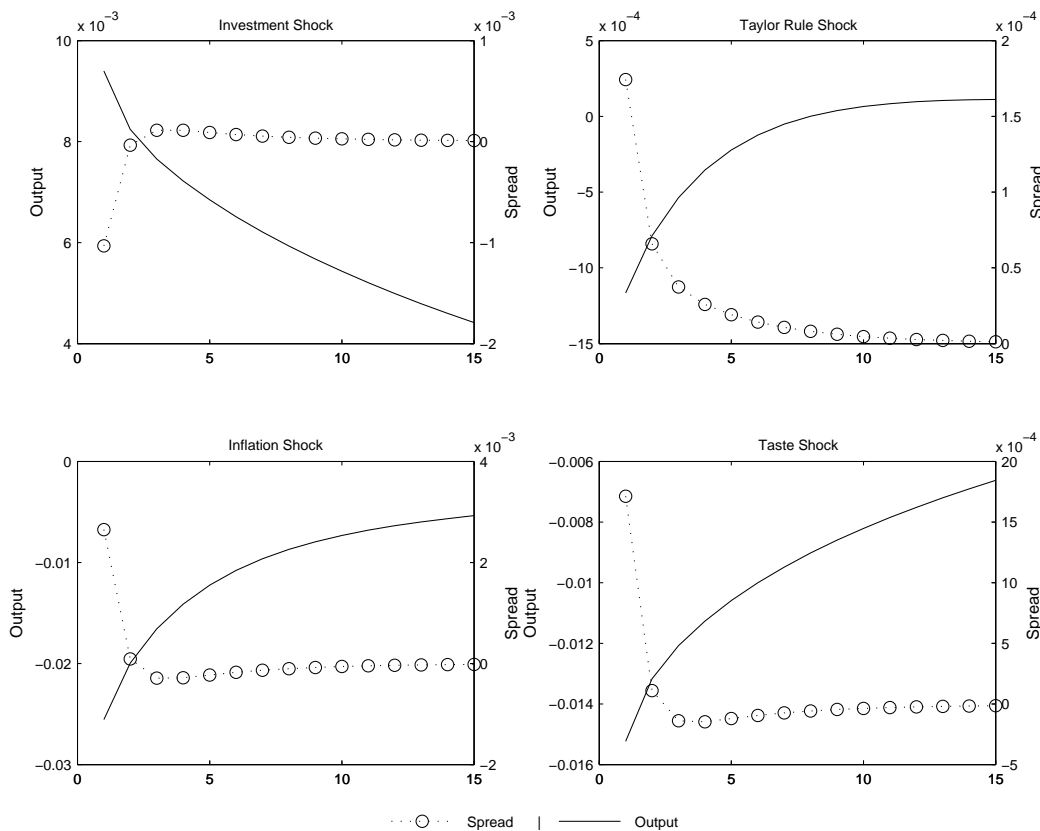 x 10⁻³ Investment Shock x 10⁻³
10
8
6
4
Output
1
0
−1
−2
Spread
0 5 10 15
x 10⁻⁴ Taylor Rule Shock x 10⁻⁴
5
0
−5
−10
−15
Output
2
1.5
1
0.5
0
Spread
0 5 10 15
Inflation Shock x 10⁻³
0
−0.01
−0.02
−0.03
Output
4
2
0
−2
Spread
0 5 10 15
Taste Shock x 10⁻⁴
−0.006
−0.008
−0.01
−0.012
−0.014
−0.016
Output
20
15
10
5
0
−5
Spread
0 5 10 15
Spread | Output